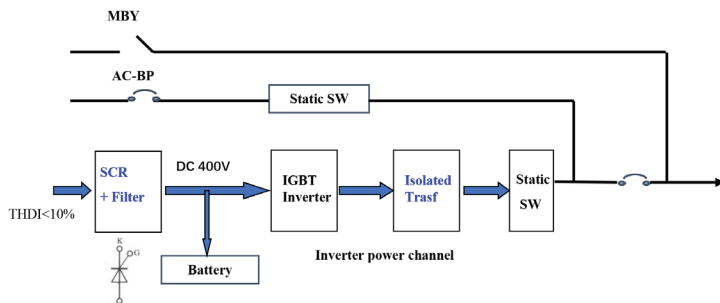 MBY
AC-BP
Static SW
DC 400V
SCR
+ Filter
IGBT
Inverter
Isolated
Trasf
Static
SW
THDI<10%
K
G
Battery
Inverter power channel